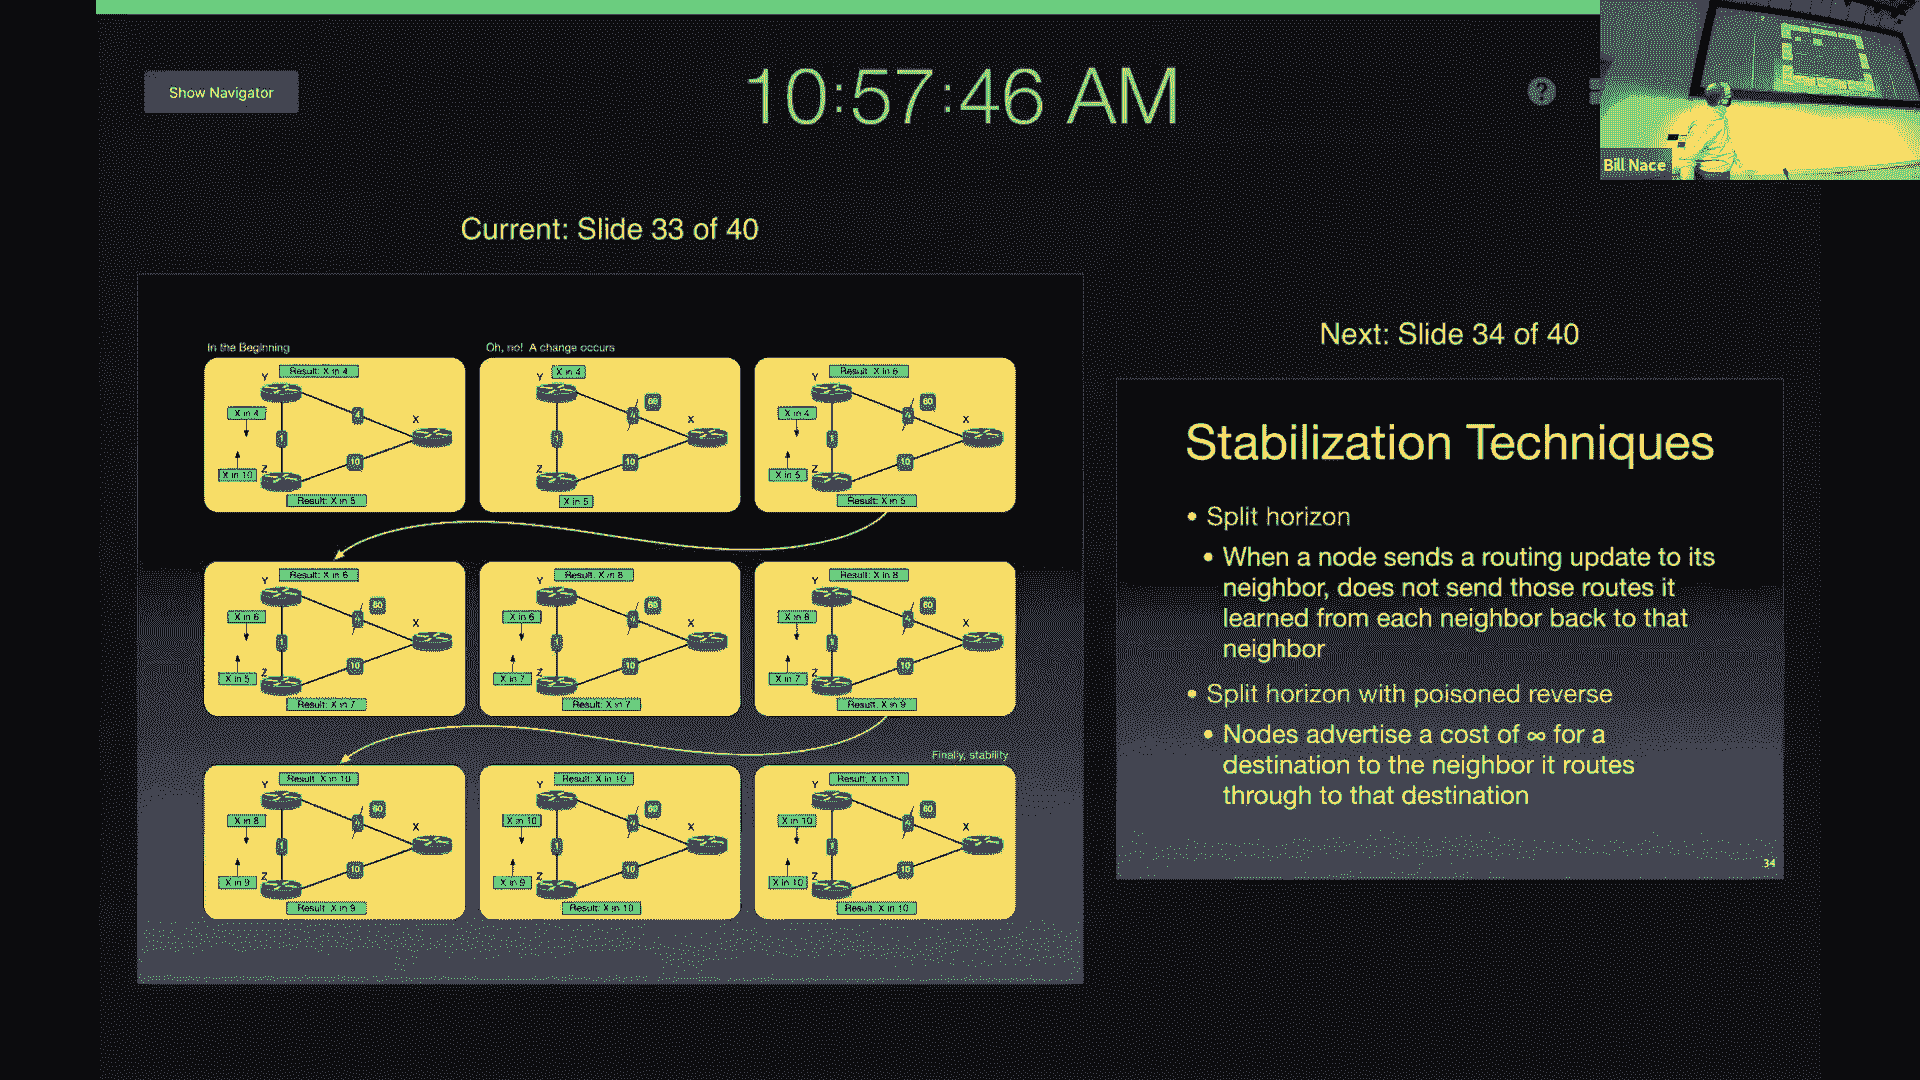 Show Navigator
10:57:46 AM
?
Bill Nace
Current: Slide 33 of 40
In the Beginning
Result: X in 4
Y
X in 4
4
X
1
10
X in 10
Z
Result: X in 5
Oh, no! A change occurs
Y
X in 4
60
4
X
1
10
Z
X in 5
Result: X in 6
Y
60
X in 4
4
X
1
10
X in 5
Z
Result: X in 5
Result: X in 6
Y
60
X in 6
4
X
1
10
X in 5
Z
Result: X in 7
Result: X in 8
Y
60
X in 6
4
X
1
10
X in 7
Z
Result: X in 7
Result: X in 8
Y
60
X in 8
4
X
1
10
X in 7
Z
Result: X in 9
Result: X in 10
Y
60
X in 8
4
X
1
10
X in 9
Z
Result: X in 9
Result: X in 10
Y
60
X in 10
4
X
1
10
X in 9
Z
Result: X in 10
Finally, stability
Result: X in 11
Y
60
X in 10
4
X
1
10
X in 10
Z
Result: X in 10
Next: Slide 34 of 40
Stabilization Techniques
• Split horizon
• When a node sends a routing update to its
neighbor, does not send those routes it
learned from each neighbor back to that
neighbor
• Split horizon with poisoned reverse
• Nodes advertise a cost of ∞ for a
destination to the neighbor it routes
through to that destination
34